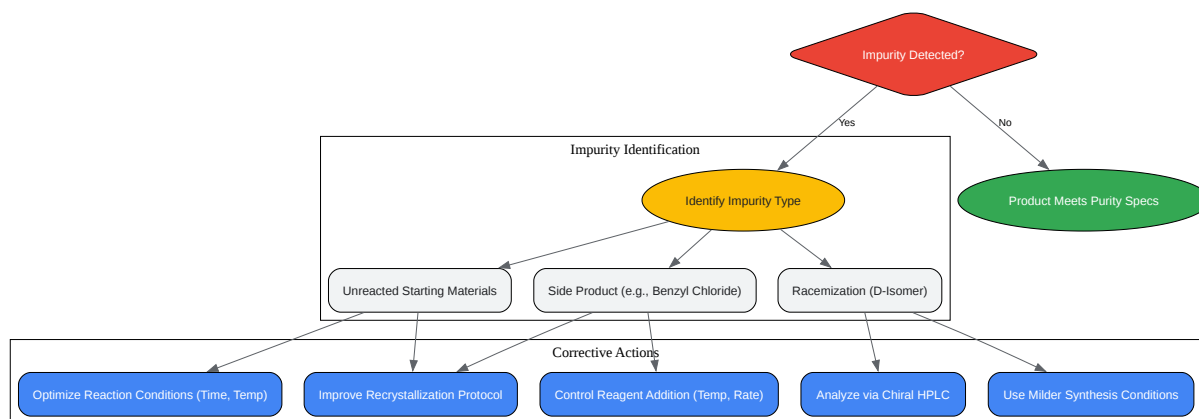 Impurity Detected?
Yes
No
Impurity Identification
Identify Impurity Type
Product Meets Purity Specs
Unreacted Starting Materials
Side Product (e.g., Benzyl Chloride)
Racemization (D-Isomer)
Corrective Actions
Optimize Reaction Conditions (Time, Temp)
Improve Recrystallization Protocol
Control Reagent Addition (Temp, Rate)
Analyze via Chiral HPLC
Use Milder Synthesis Conditions